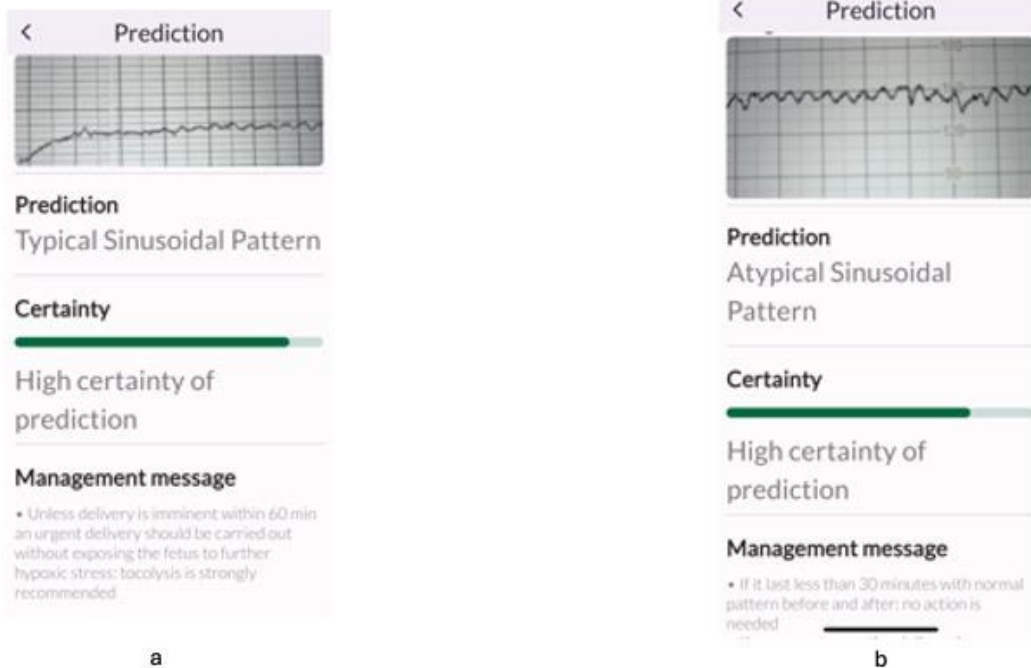 Prediction
Prediction
Typical Sinusoidal Pattern
Certainty
High certainty of
prediction
Management message
• Unless delivery is imminent within 60 min
an urgent delivery should be carried out
without exposing the fetus to further
hypoxic stress; tocolysis is strongly
recommended
a
Prediction
Prediction
Atypical Sinusoidal
Pattern
Certainty
High certainty of
prediction
Management message
• If it last less than 30 minutes with normal
pattern before and after: no action is
needed
b